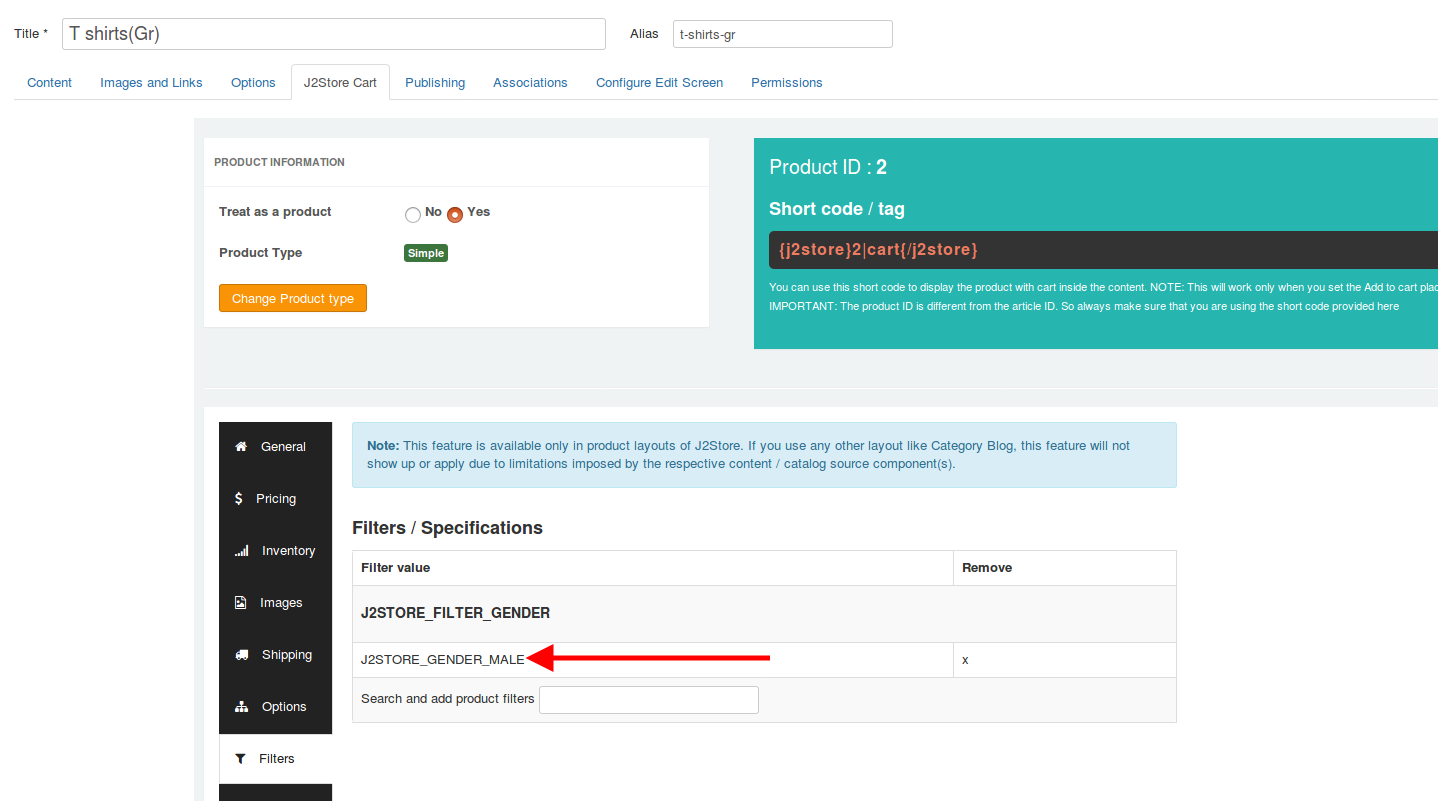 Title * T shirts(Gr) Alias t-shirts-gr
Content Images and Links Options J2Store Cart Publishing Associations Configure Edit Screen Permissions
PRODUCT INFORMATION
Treat as a product No Yes
Product Type Simple
Change Product type
Product ID : 2
Short code / tag
{j2store}2|cart{/j2store}
You can use this short code to display the product with cart inside the content. NOTE: This will work only when you set the Add to cart plac
IMPORTANT: The product ID is different from the article ID. So always make sure that you are using the short code provided here
General
Pricing
Inventory
Images
Shipping
Options
Filters
Note: This feature is available only in product layouts of J2Store. If you use any other layout like Category Blog, this feature will not
show up or apply due to limitations imposed by the respective content / catalog source component(s).
Filters / Specifications
Filter value Remove
J2STORE_FILTER_GENDER
J2STORE_GENDER_MALE x
Search and add product filters